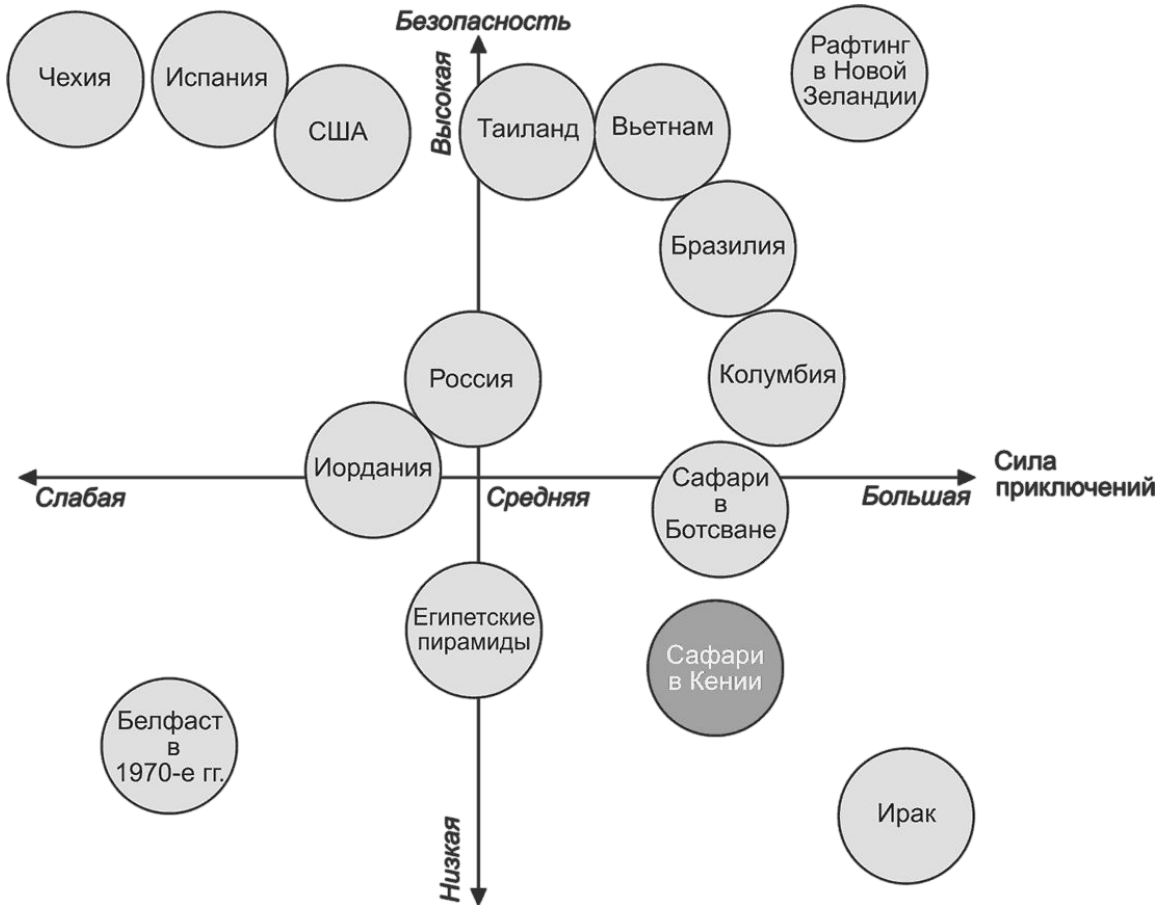 Безопасность
Высокая
Чехия
Испания
США
Таиланд
Вьетнам
Рафтинг
в Новой
Зеландии
Бразилия
Россия
Колумбия
Иордания
Сафари
в
Ботсване
Слабая
Средняя
Большая
Сила
приключений
Египетские
пирамиды
Сафари
в Кении
Белфаст
в
1970-е гг.
Ирак
Низкая